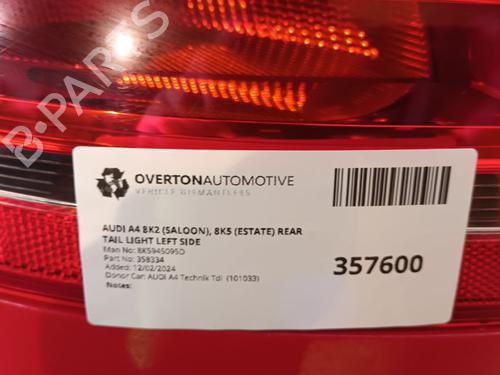 B-PARTS
OVERTONAUTOMOTIVE
VEHICLE DISMANTLERS
AUDI A4 8K2 (SALOON), 8K5 (ESTATE) REAR
TAIL LIGHT LEFT SIDE
Man No: 8K5945095D
Part No: 358334
Added: 12/02/2024
Donor Car: AUDI A4 Technik Tdi (101033)
Notes:
357600